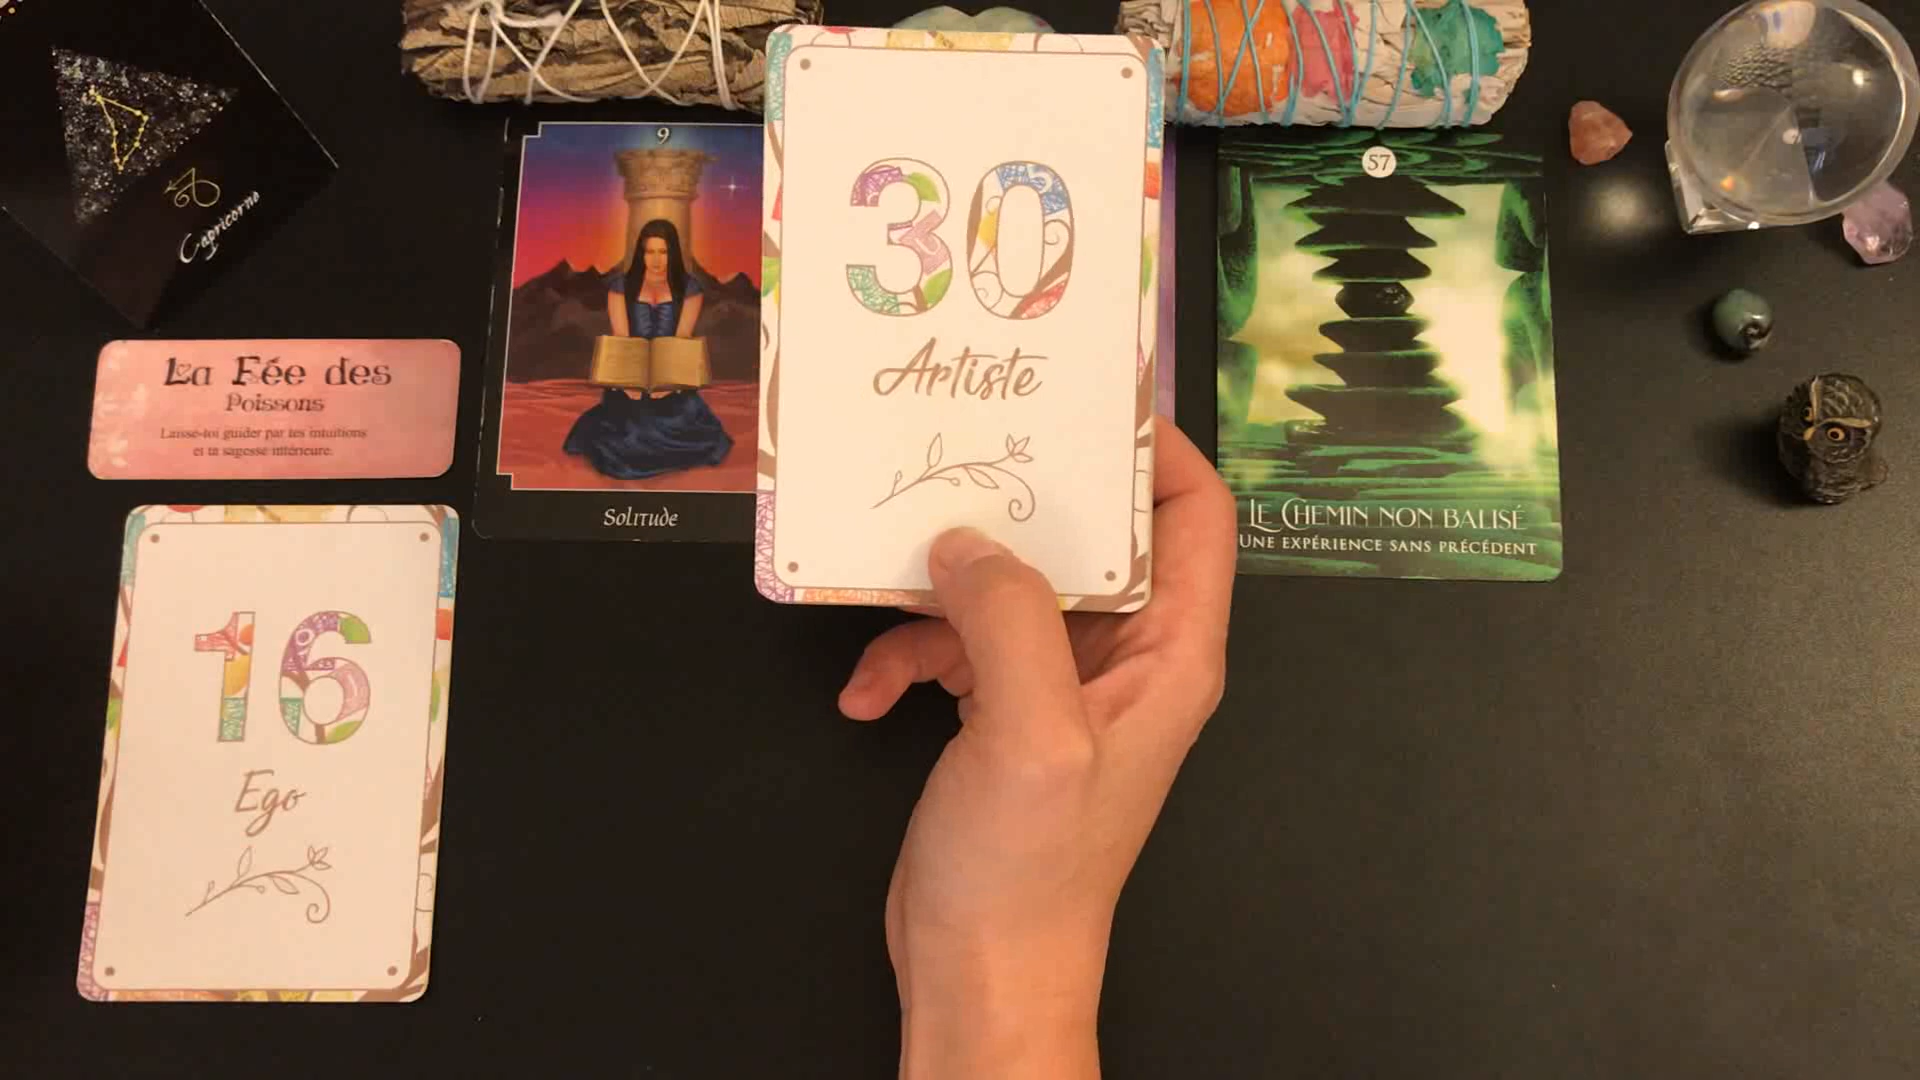 Capricorne
La Fée des
Poissons
Laisse-toi guider par tes intuitions
et ta sagesse intérieure.
16
Ego
9
Solitude
30
Artiste
57
Le Chemin non balisé
Une expérience sans précédent